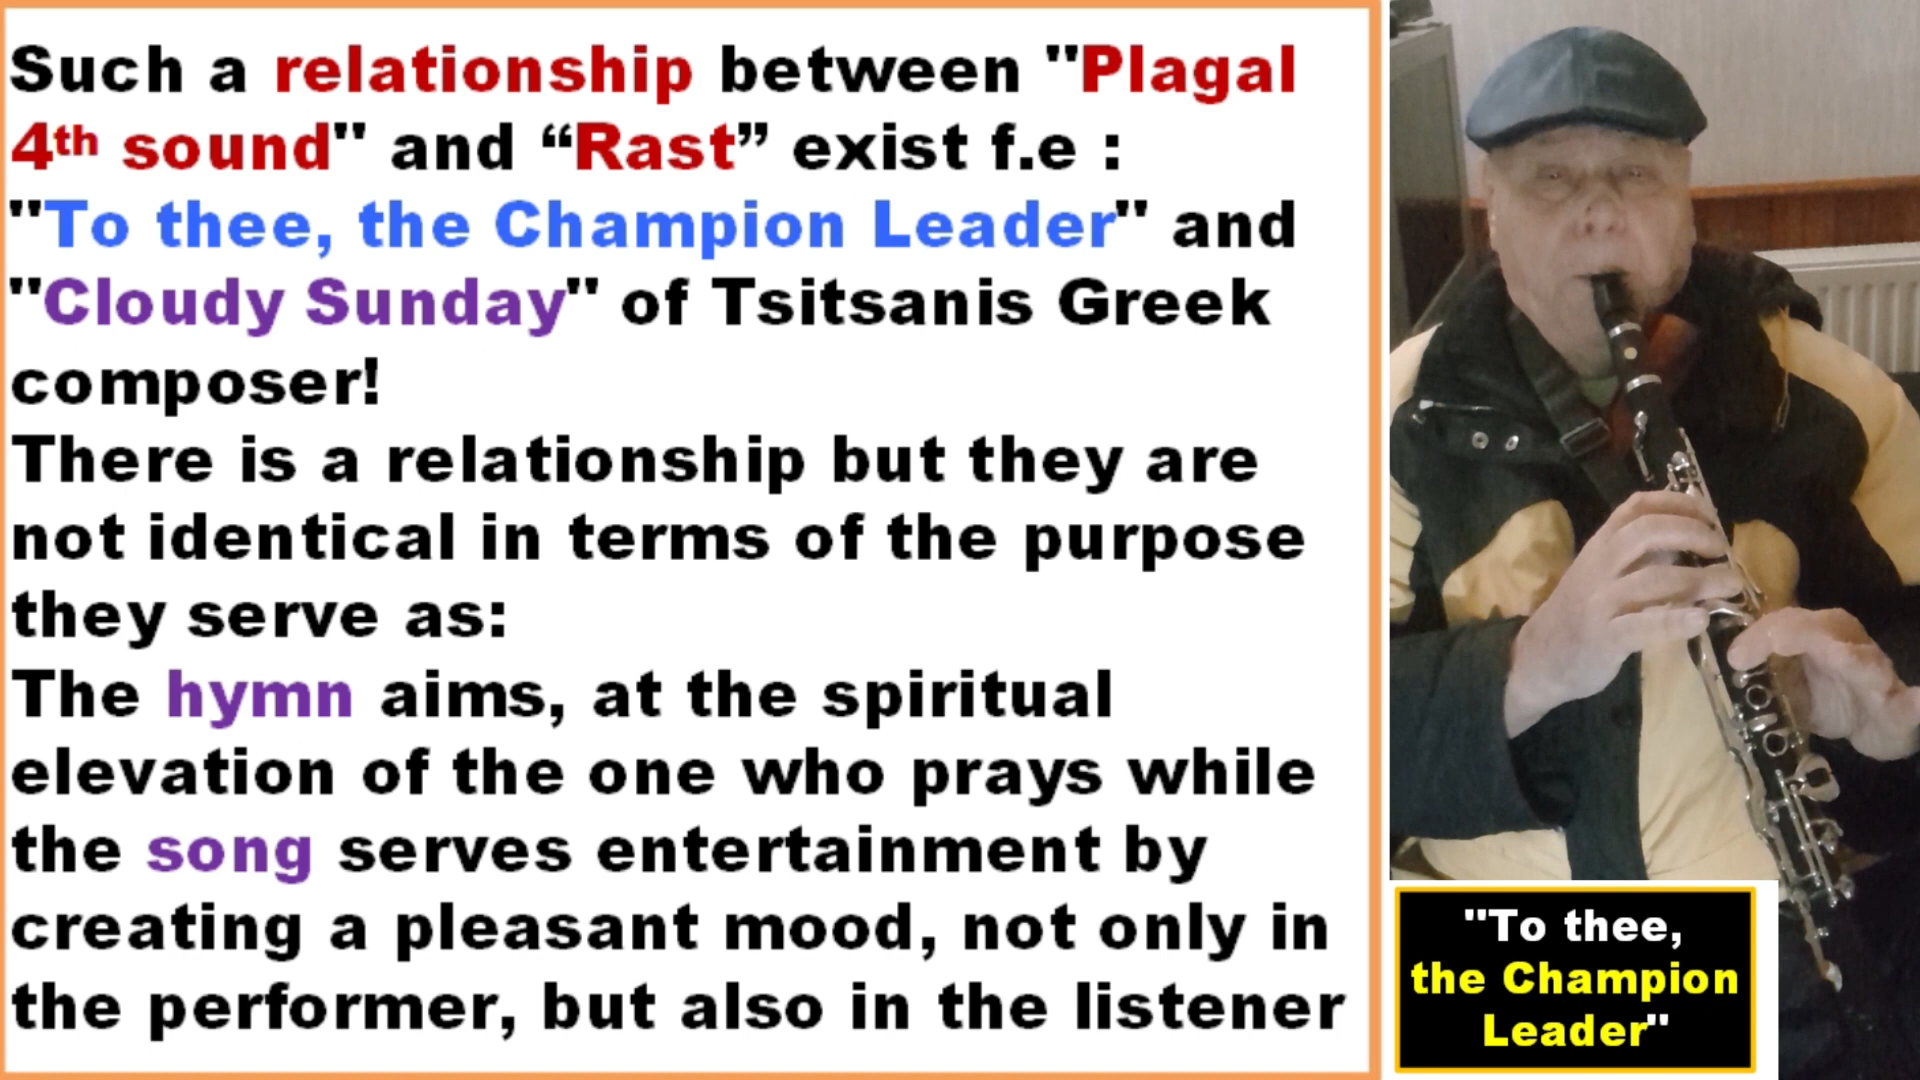 Such a relationship between "Plagal
4th sound" and “Rast” exist f.e :
"To thee, the Champion Leader" and
"Cloudy Sunday" of Tsitsanis Greek
composer!
There is a relationship but they are
not identical in terms of the purpose
they serve as:
The hymn aims, at the spiritual
elevation of the one who prays while
the song serves entertainment by
creating a pleasant mood, not only in
the performer, but also in the listener
"To thee,
the Champion
Leader"